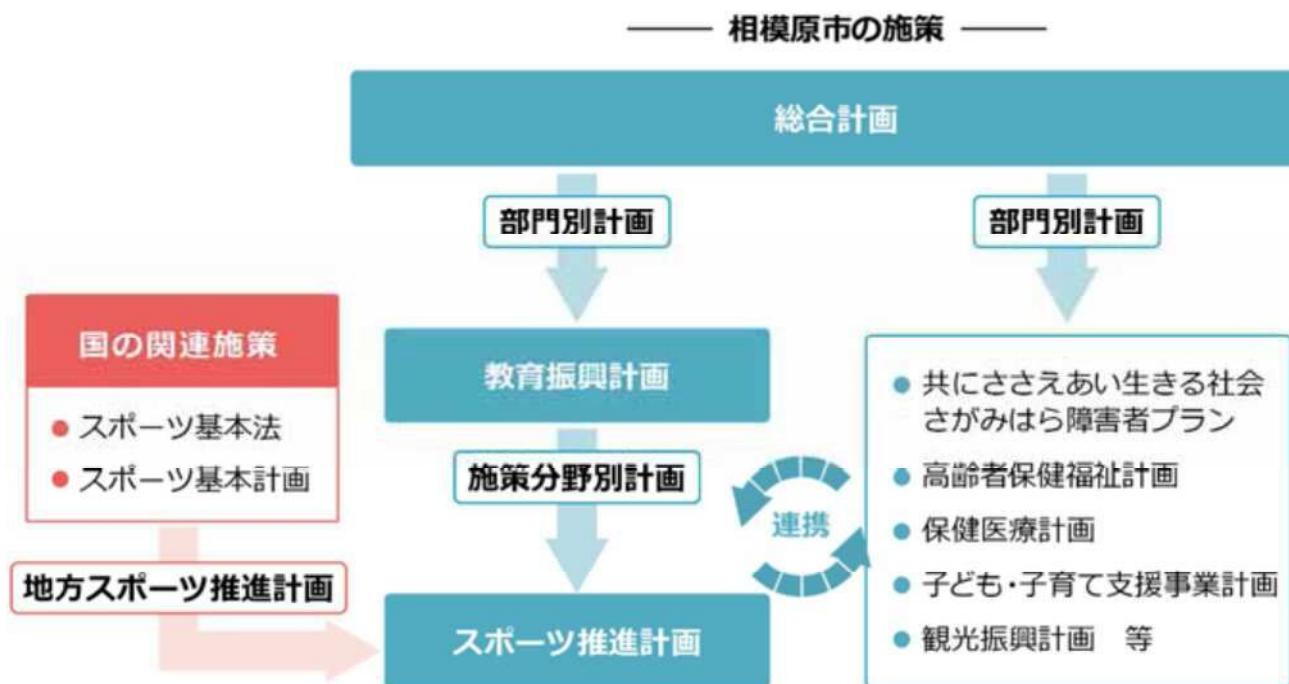 相模原市の施策
総合計画
部門別計画
部門別計画
国の関連施策
スポーツ基本法
スポーツ基本計画
地方スポーツ推進計画
教育振興計画
施策分野別計画
スポーツ推進計画
連携
共にささえあい生きる社会
さがみはら障害者プラン
高齢者保健福祉計画
保健医療計画
子ども・子育て支援事業計画
観光振興計画　等